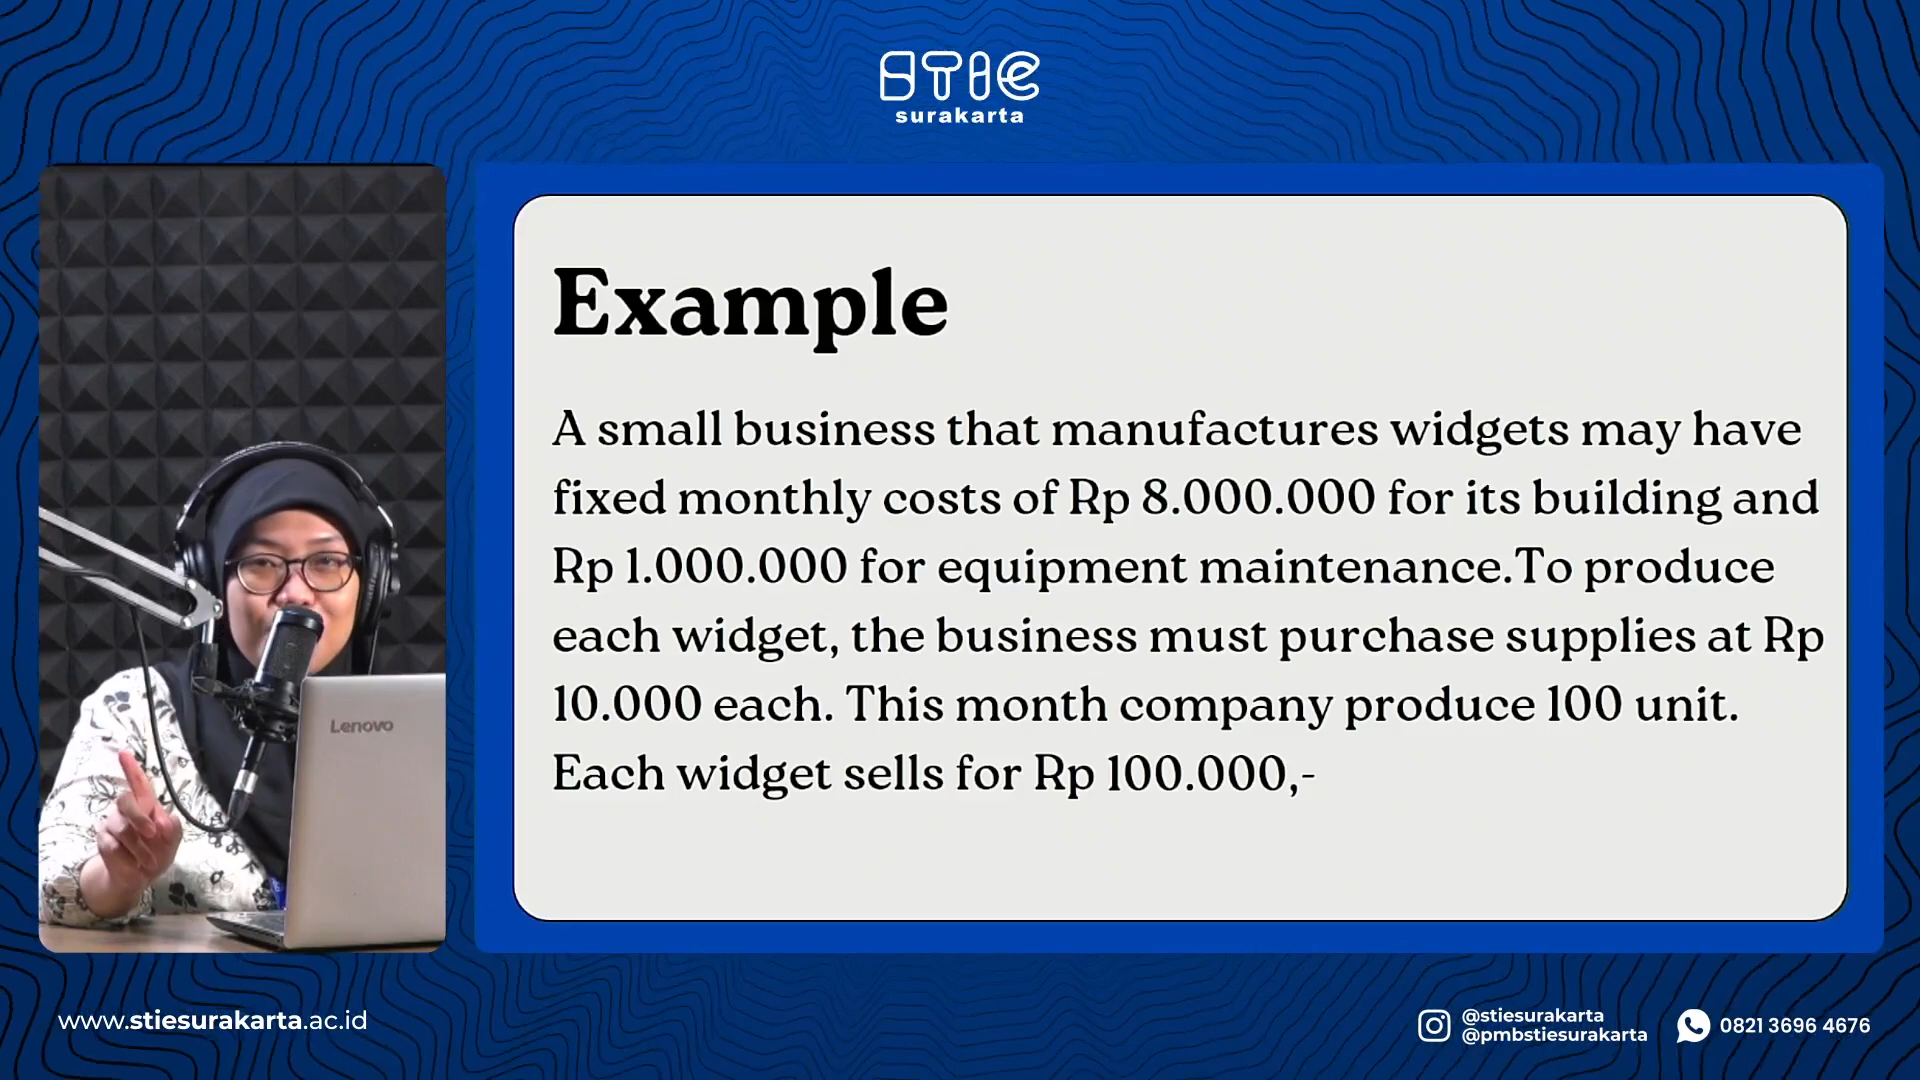 STIE
surakarta
Example
A small business that manufactures widgets may have
fixed monthly costs of Rp 8.000.000 for its building and
Rp 1.000.000 for equipment maintenance.To produce
each widget, the business must purchase supplies at Rp
10.000 each. This month company produce 100 unit.
Each widget sells for Rp 100.000,-
Lenovo
www.stiesurakarta.ac.id
@stiesurakarta
@pmbstiesurakarta
0821 3696 4676